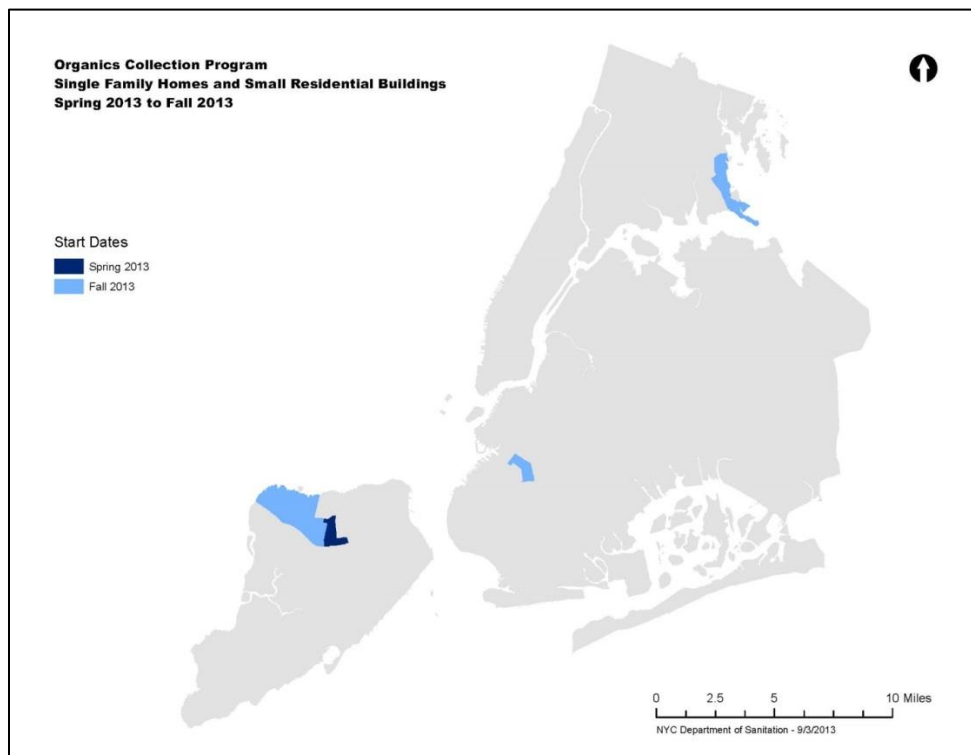 Organics Collection Program
Single Family Homes and Small Residential Buildings
Spring 2013 to Fall 2013
Start Dates
Spring 2013
Fall 2013
0 2.5 5 10 Miles
NYC Department of Sanitation - 9/3/2013